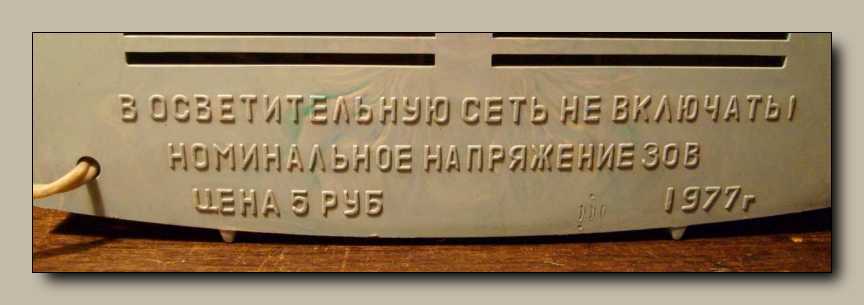 В ОСВЕТИТЕЛЬНУЮ СЕТЬ НЕ ВКЛЮЧАТЬ!
НОМИНАЛЬНОЕ НАПРЯЖЕНИЕ 30В
ЦЕНА 5 РУБ 1977г